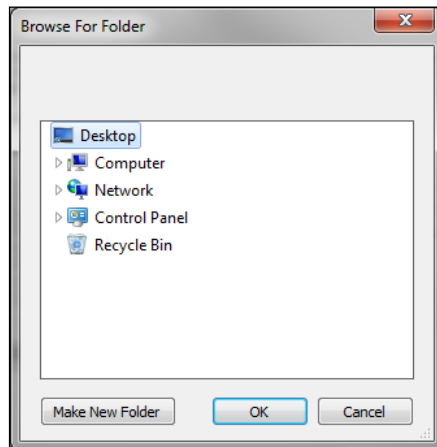 Browse For Folder
Desktop
Computer
Network
Control Panel
Recycle Bin
Make New Folder
OK
Cancel